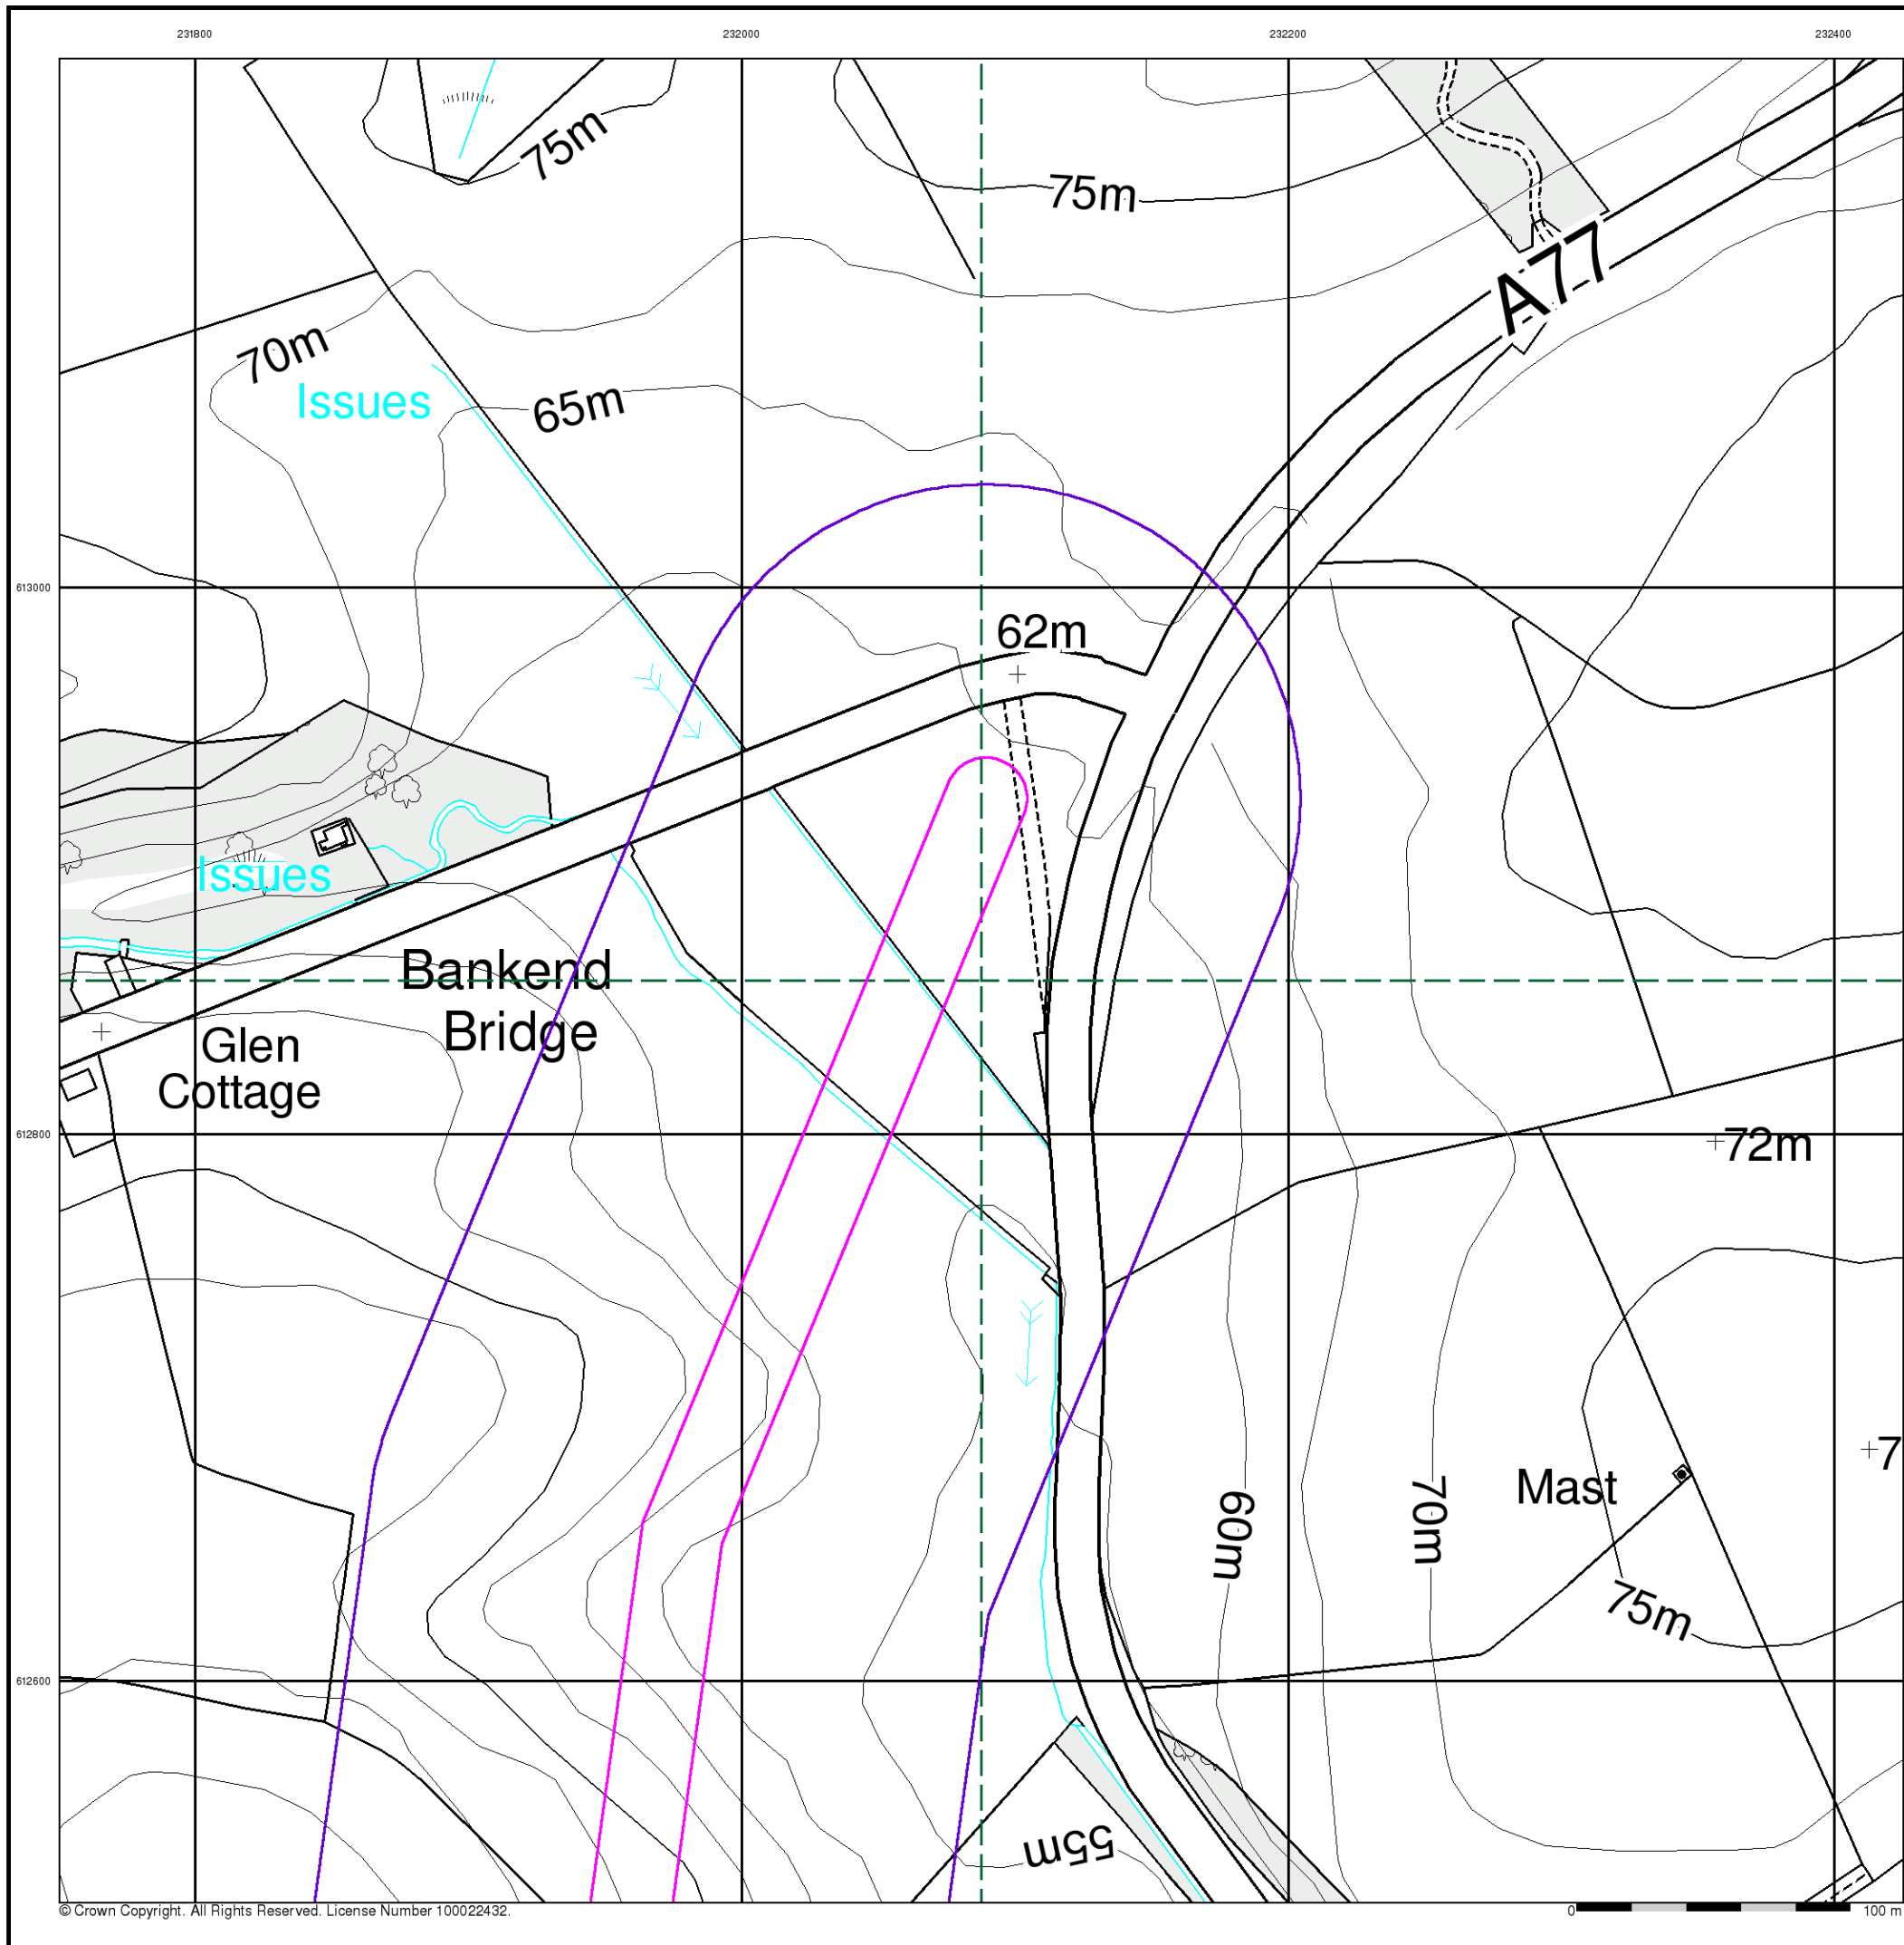 231800
232000
232200
232400
75m
75m
A77
70m
Issues
65m
613000
62m
Issues
Bankend
Bridge
Glen
Cottage
612800
72m
7
Mast
60m
70m
75m
612600
55m
© Crown Copyright. All Rights Reserved. License Number 100022432.
0
100 m